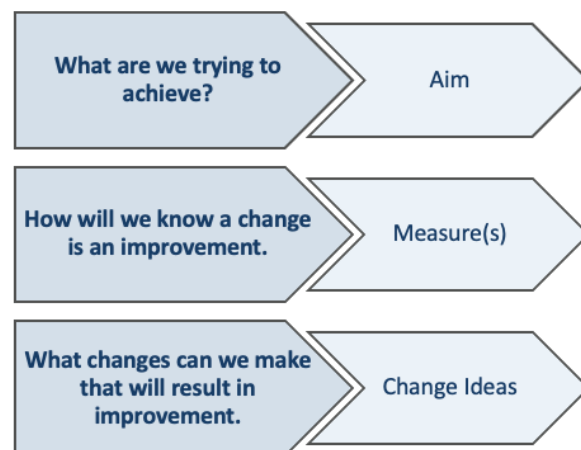 What are we trying to
achieve?
Aim
How will we know a change
is an improvement.
Measure(s)
What changes can we make
that will result in
improvement.
Change Ideas